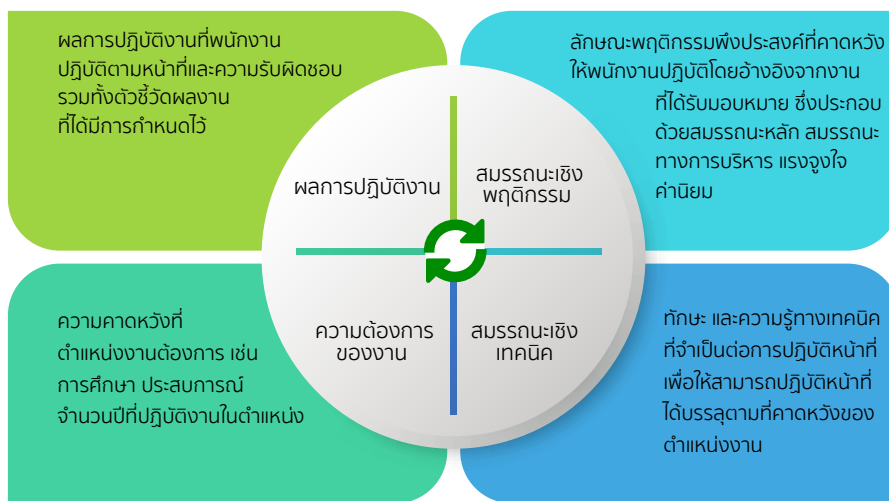 ผลการปฏิบัติงานที่พนักงาน
ปฏิบัติตามหน้าที่และความรับผิดชอบ
รวมทั้งตัวชี้วัดผลงาน
ที่ได้มีการกำหนดไว้
ลักษณะพฤติกรรมพึงประสงค์ที่คาดหวัง
ให้พนักงานปฏิบัติโดยอ้างอิงจากงาน
ที่ได้รับมอบหมาย ซึ่งประกอบ
ด้วยสมรรถนะหลัก สมรรถนะ
ทางการบริหาร แรงจูงใจ
ค่านิยม
ผลการปฏิบัติงาน
สมรรถนะเชิง
พฤติกรรม
ความต้องการ
ของงาน
สมรรถนะเชิง
เทคนิค
ความคาดหวังที่
ตำแหน่งงานต้องการ เช่น
การศึกษา ประสบการณ์
จำนวนปีที่ปฏิบัติงานในตำแหน่ง
ทักษะ และความรู้ทางเทคนิค
ที่จำเป็นต่อการปฏิบัติหน้าที่
เพื่อให้สามารถปฏิบัติหน้าที่
ได้บรรลุตามที่คาดหวังของ
ตำแหน่งงาน